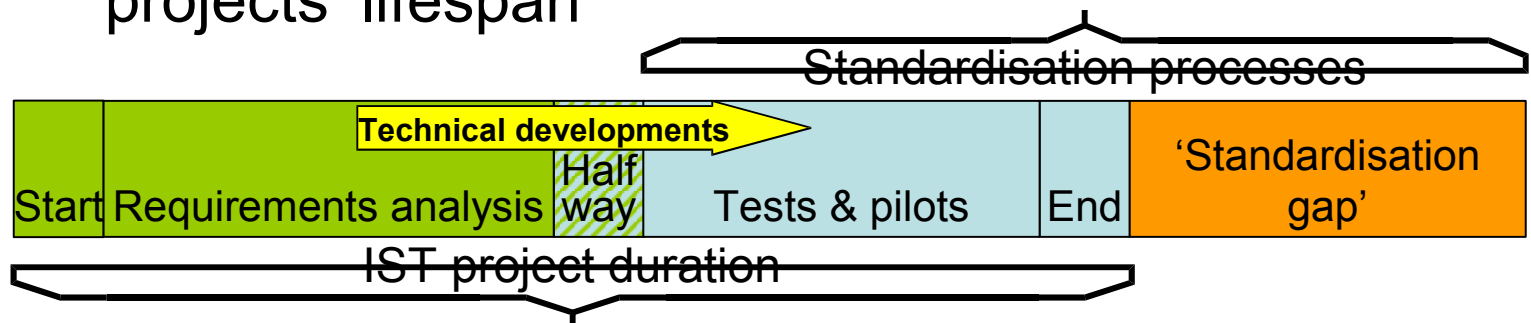 projects' lifespan
Standardisation processes
Technical developments
Start
Requirements analysis
Half
way
Tests & pilots
End
‘Standardisation
gap’
IST project duration